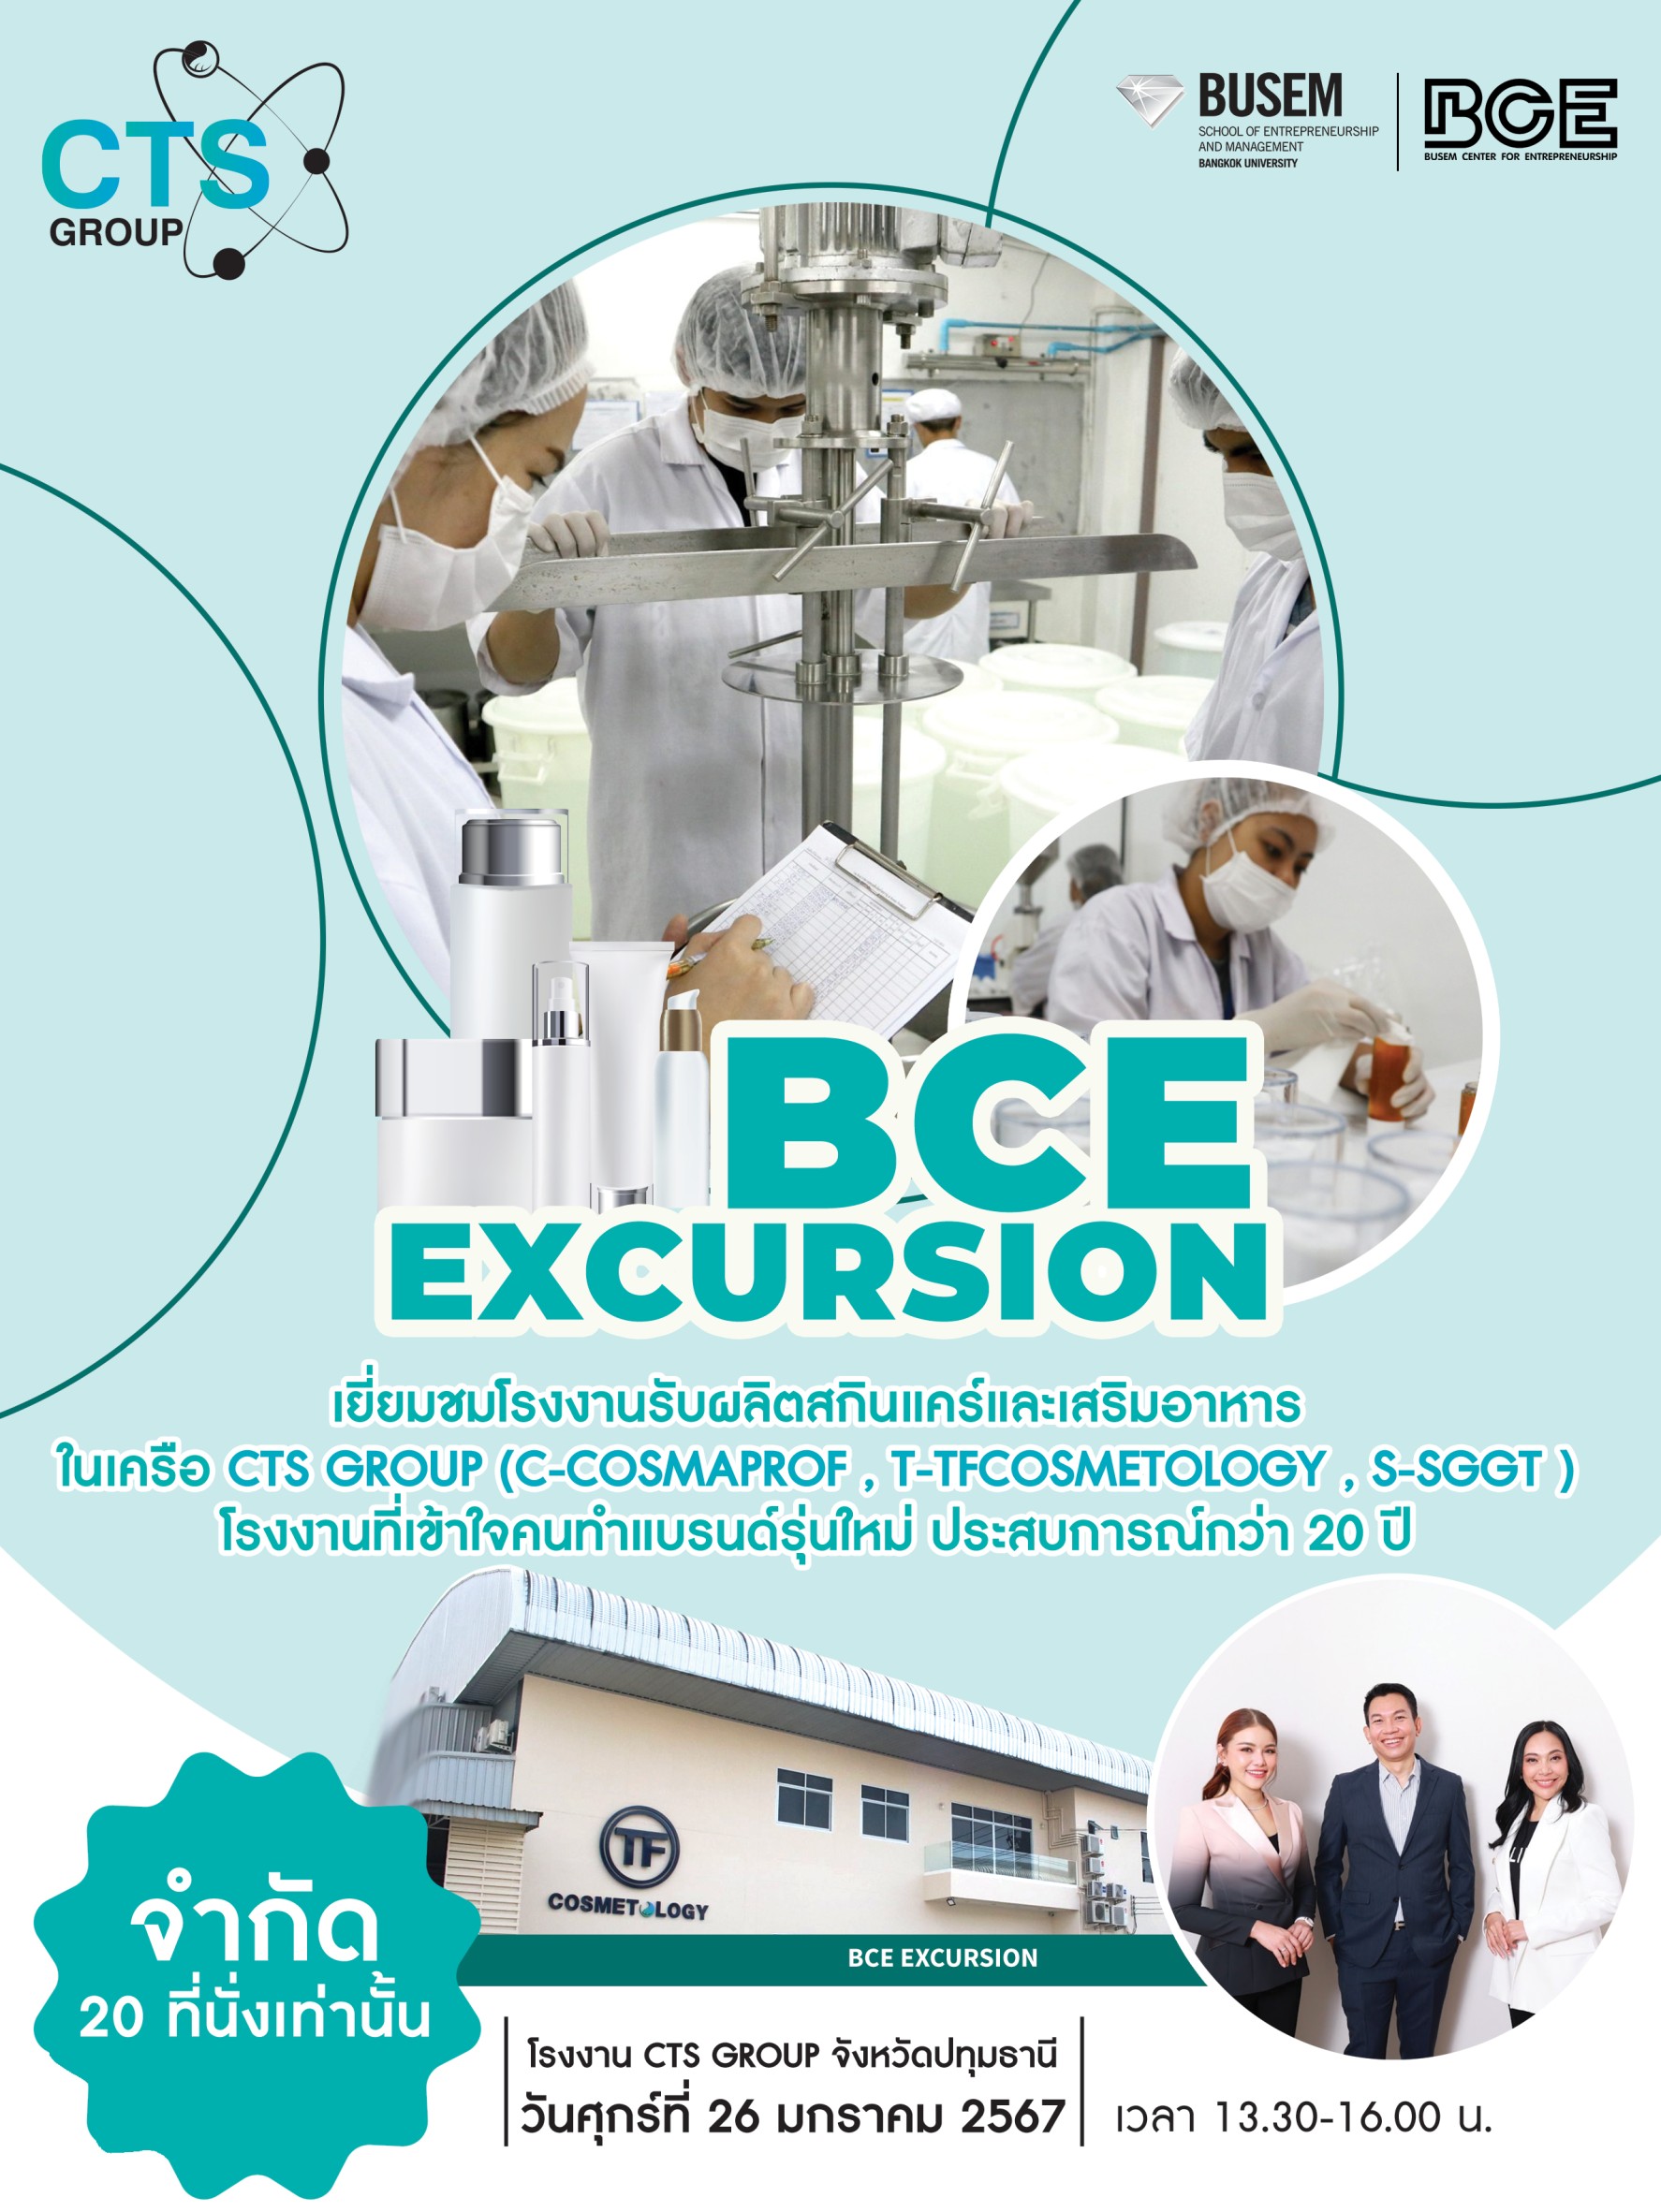 CTS
GROUP
BUSEM
SCHOOL OF ENTREPRENEURSHIP
AND MANAGEMENT
BANGKOK UNIVERSITY
BCE
BUSEM CENTER FOR ENTREPRENEURSHIP
BCE
EXCURSION
เยี่ยมชมโรงงานรับผลิตสกินแคร์และเสริมอาหาร
ในเครือ CTS GROUP (C-COSMAPROF , T-TFCOSMETOLOGY , S-SGGT )
โรงงานที่เข้าใจคนทำแบรนด์รุ่นใหม่ ประสบการณ์กว่า 20 ปี
TF
COSMETOLOGY
จำกัด
20 ที่นั่งเท่านั้น
BCE EXCURSION
โรงงาน CTS GROUP จังหวัดปทุมธานี
วันศุกร์ที่ 26 มกราคม 2567
เวลา 13.30-16.00 น.